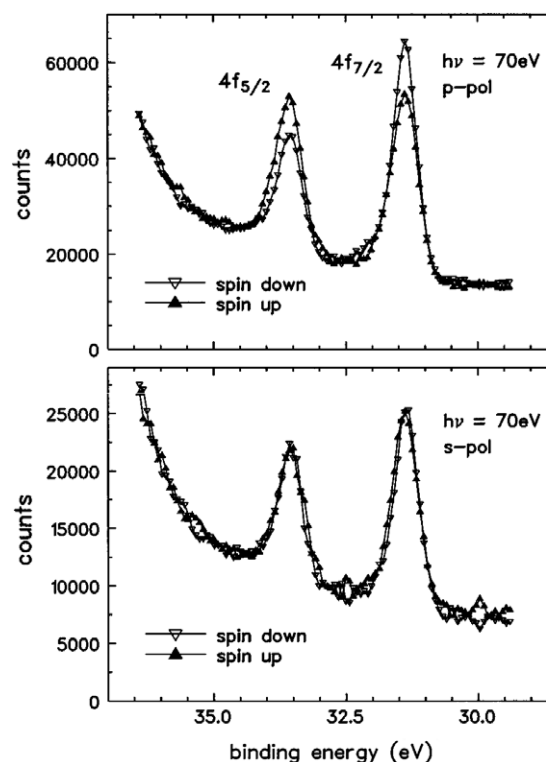 60000
40000
20000
0
counts
4f5/2
4f7/2
hν = 70eV
p-pol
spin down
spin up
25000
20000
15000
10000
5000
0
counts
hν = 70eV
s-pol
spin down
spin up
35.0
32.5
30.0
binding energy (eV)